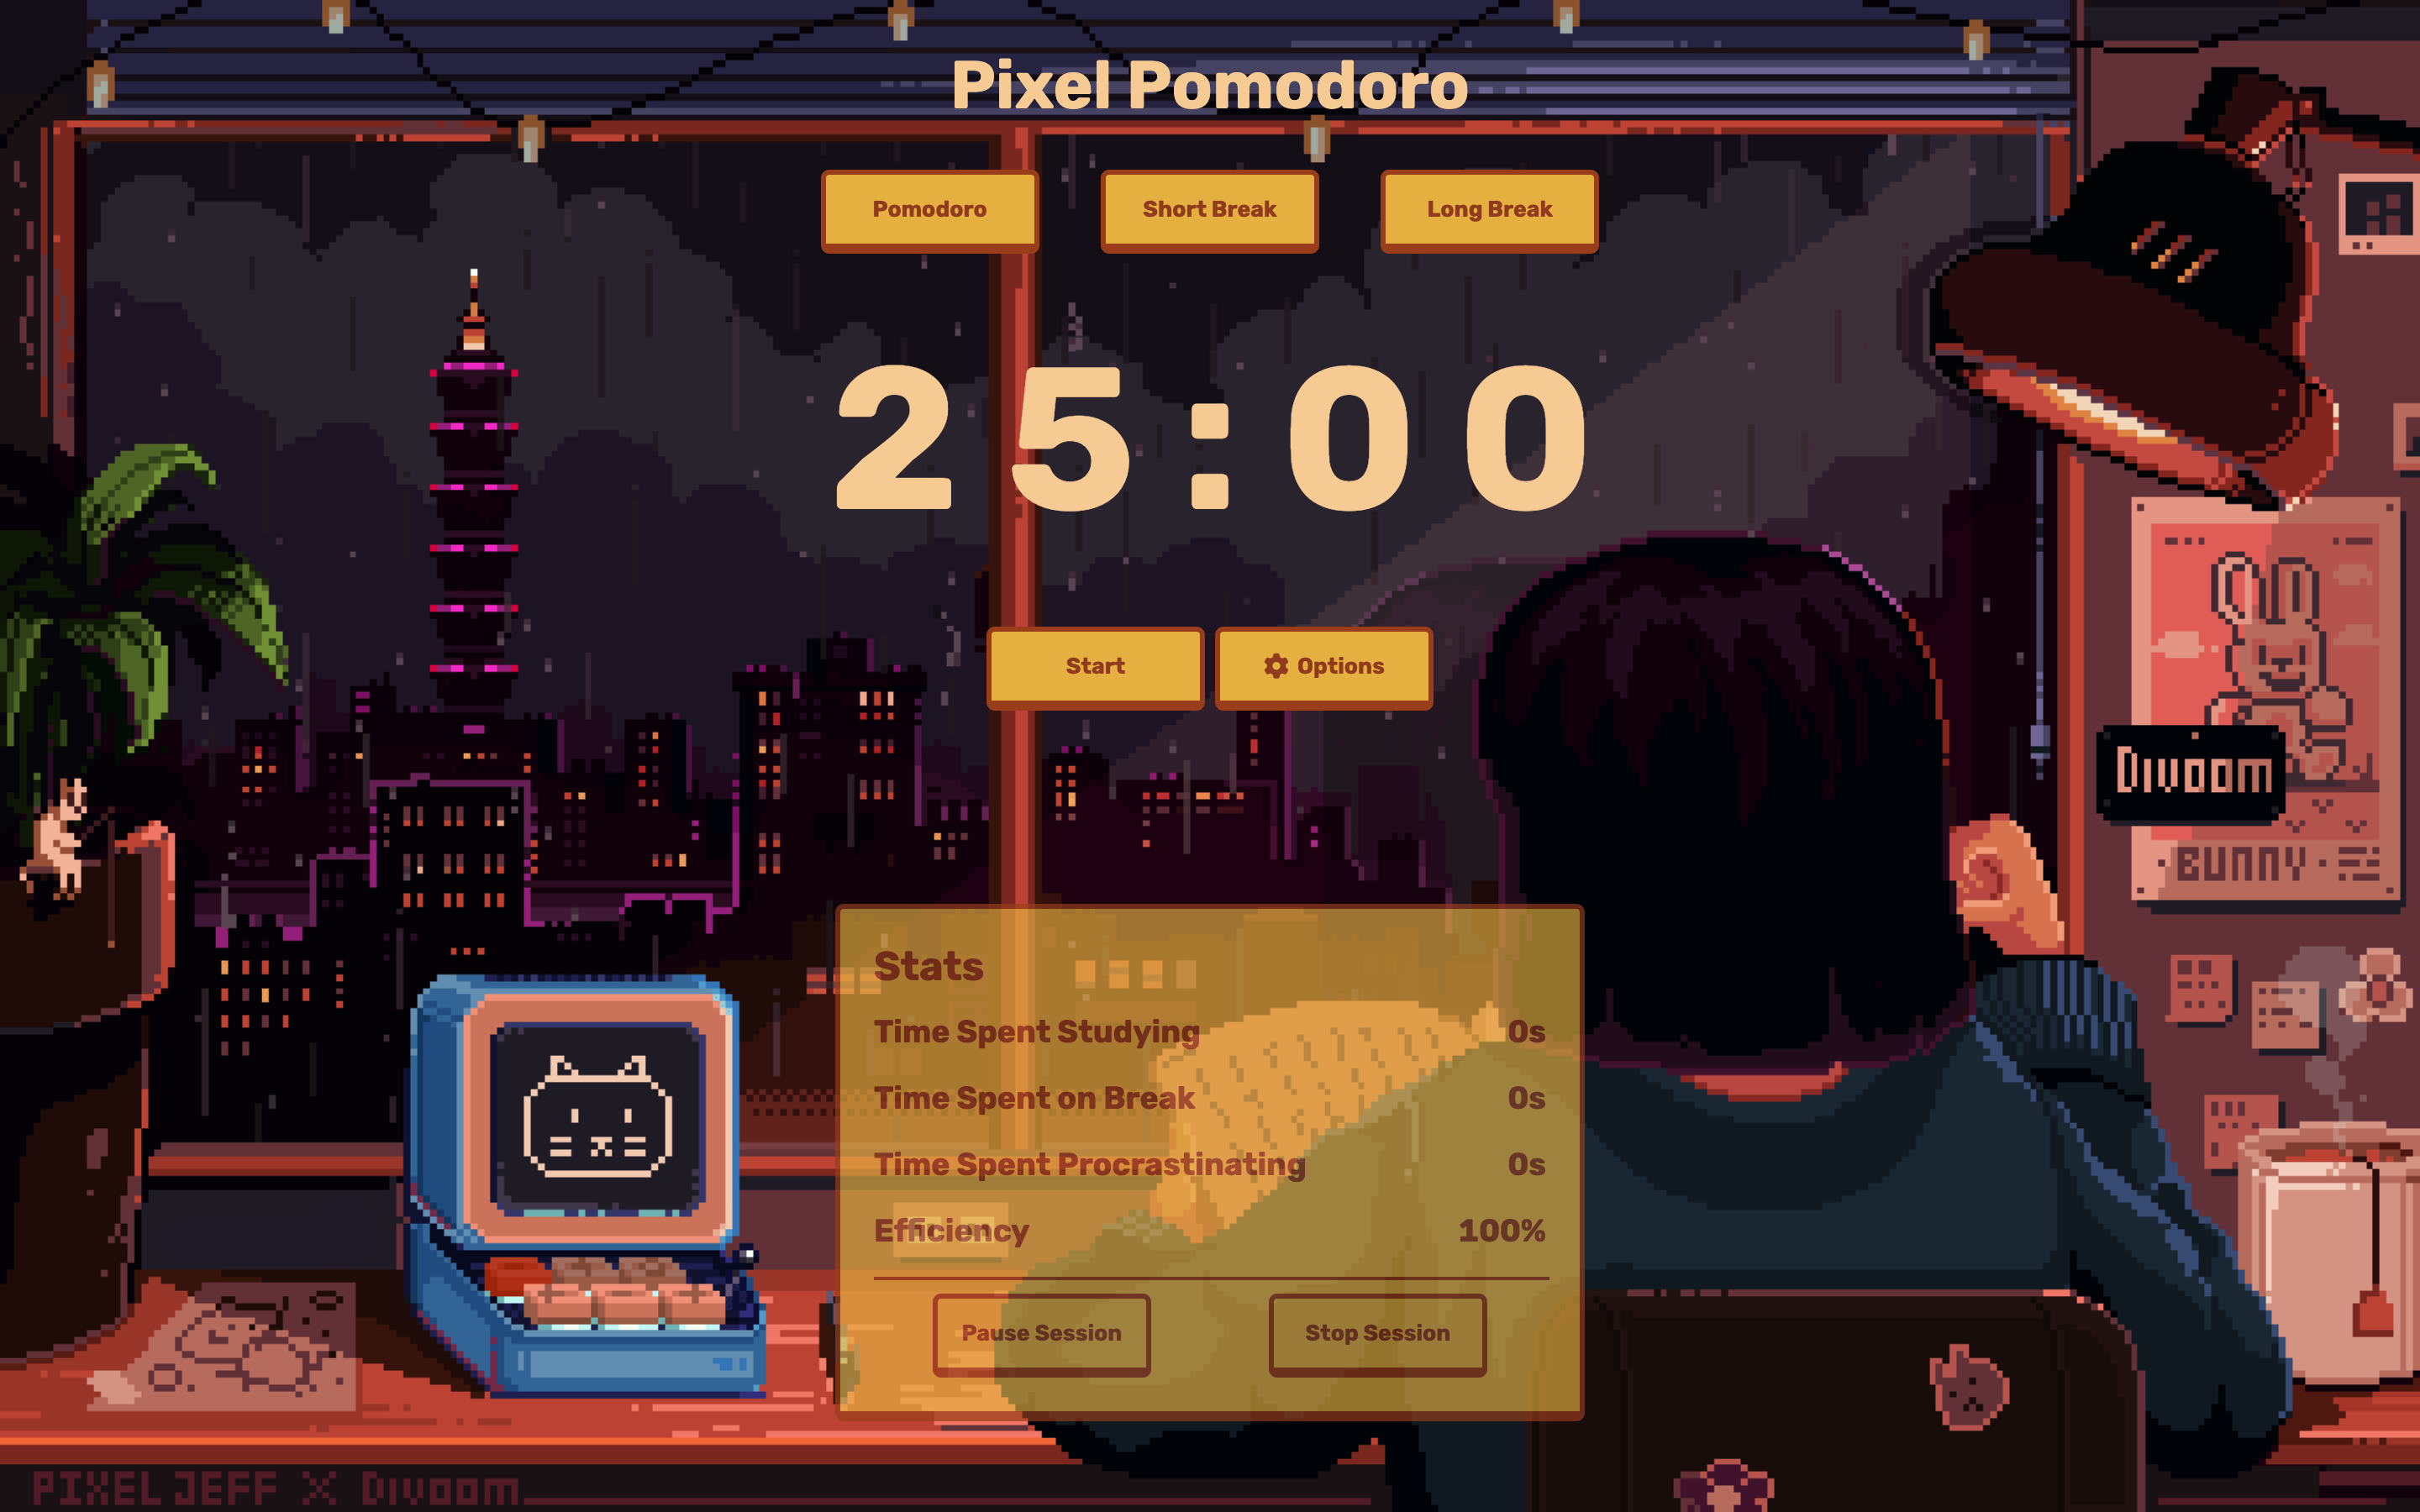 Pixel Pomodoro
Pomodoro Short Break Long Break
25:00
Start Options
Divoom
BUNNY
Stats
Time Spent Studying 0s
Time Spent on Break 0s
Time Spent Procrastinating 0s
Efficiency 100%
Pause Session Stop Session
PIXEL JEFF X Divoom